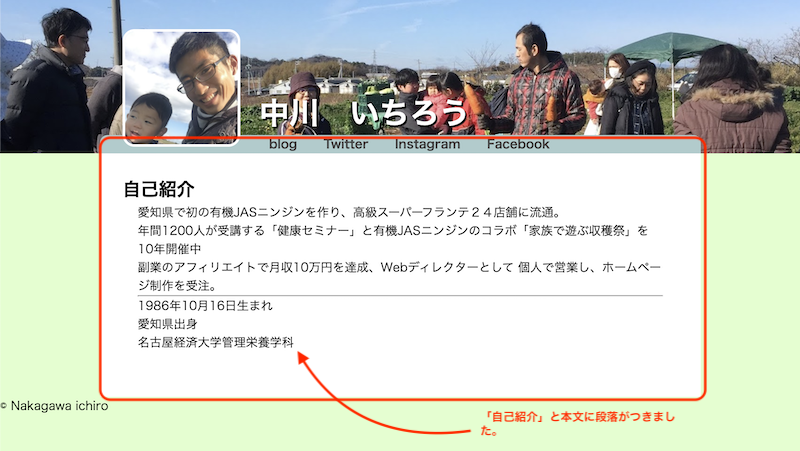 中川　いちろう
blog Twitter Instagram Facebook
自己紹介
愛知県で初の有機JASニンジンを作り、高級スーパーフランテ２４店舗に流通。
年間1200人が受講する「健康セミナー」と有機JASニンジンのコラボ「家族で遊ぶ収穫祭」を
10年開催中
副業のアフィリエイトで月収10万円を達成、Webディレクターとして 個人で営業し、ホームペー
ジ制作を受注。
1986年10月16日生まれ
愛知県出身
名古屋経済大学管理栄養学科
© Nakagawa ichiro
「自己紹介」と本文に段落がつきまし
た。